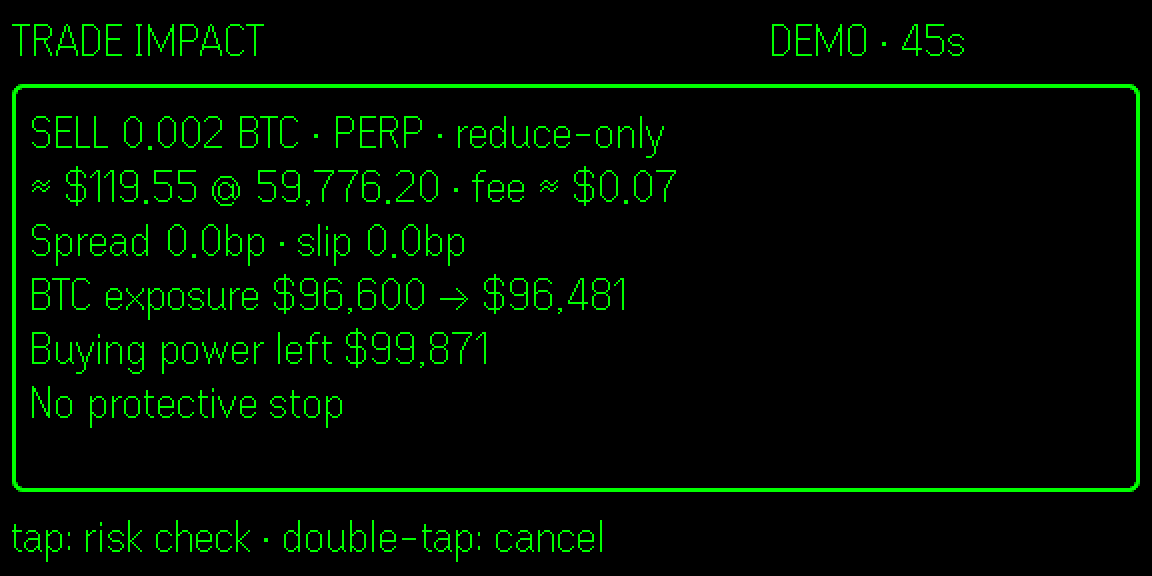 TRADE IMPACT DEMO · 45s
SELL 0.002 BTC · PERP · reduce-only
≈ $119.55 @ 59,776.20 · fee ≈ $0.07
Spread 0.0bp · slip 0.0bp
BTC exposure $96,600 → $96,481
Buying power left $99,871
No protective stop
tap: risk check · double-tap: cancel